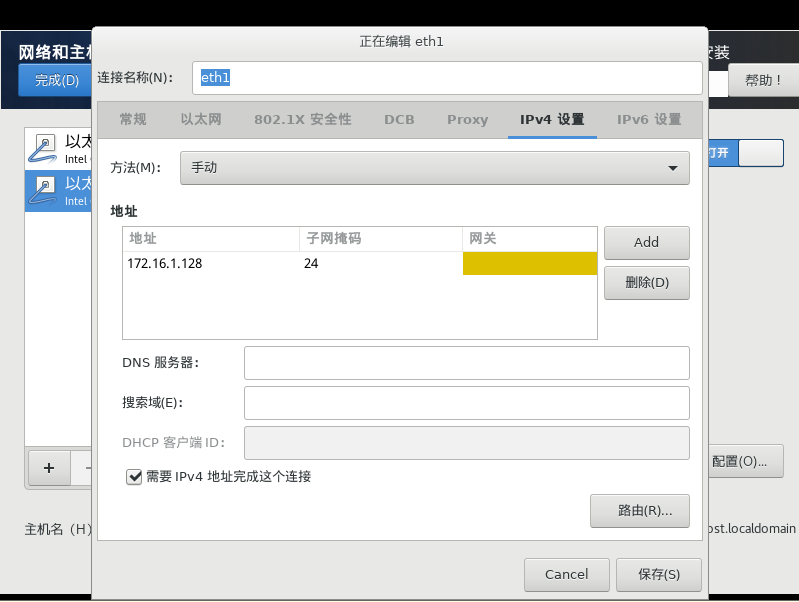 正在编辑 eth1
网络和主机
安装
完成(D)
帮助！
连接名称(N)：
eth1
常规
以太网
802.1X 安全性
DCB
Proxy
IPv4 设置
IPv6 设置
以太
Intel
打开
以太
Intel
方法(M)：
手动
地址
地址
子网掩码
网关
172.16.1.128
24
Add
删除(D)
DNS 服务器：
搜索域(E)：
DHCP 客户端 ID：
需要 IPv4 地址完成这个连接
+
−
配置(O)...
路由(R)...
主机名（H）
ost.localdomain
Cancel
保存(S)